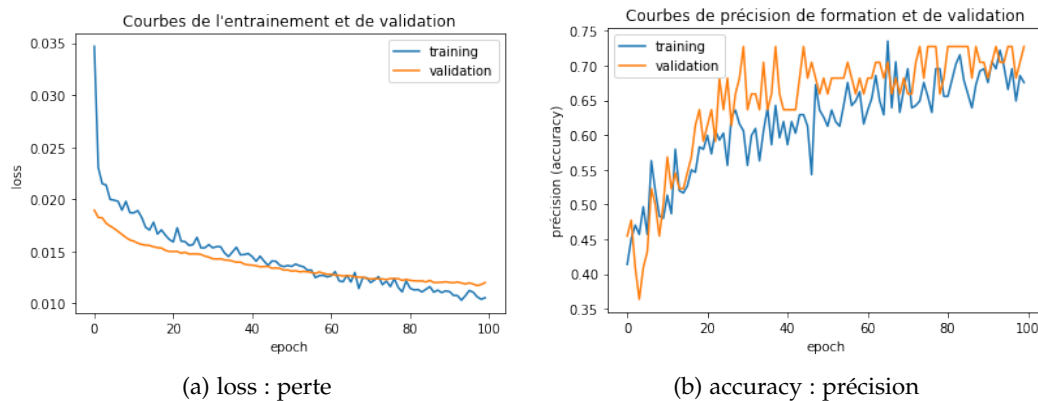 Courbes de l'entrainement et de validation
0.035
0.030
0.025
0.020
0.015
0.010
loss
training
validation
0
20
40
60
80
100
epoch
(a) loss : perte
Courbes de précision de formation et de validation
0.75
0.70
0.65
0.60
0.55
0.50
0.45
0.40
0.35
précision (accuracy)
training
validation
0
20
40
60
80
100
epoch
(b) accuracy : précision